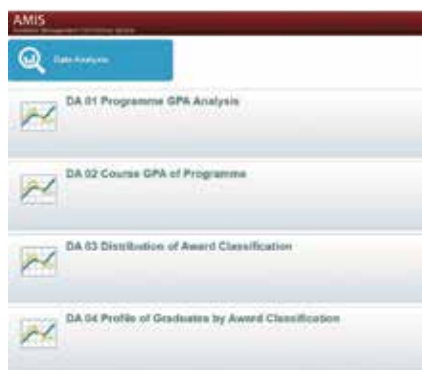 AMIS
Data Analysis
DA 01 Programme GPA Analysis
DA 02 Course GPA of Programme
DA 03 Distribution of Award Classification
DA 04 Profile of Graduates by Award Classification